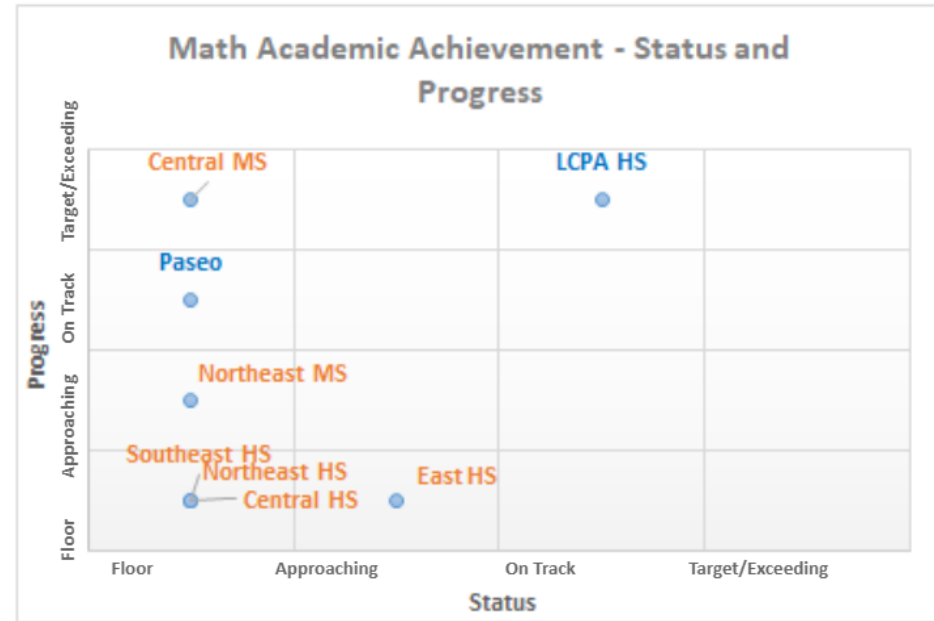 Math Academic Achievement - Status and
Progress
Target/Exceeding
On Track
Approaching
Floor
Progress
Central MS
LCPA HS
Paseo
Northeast MS
Southeast HS
Northeast HS
Central HS
East HS
Floor
Approaching
On Track
Target/Exceeding
Status